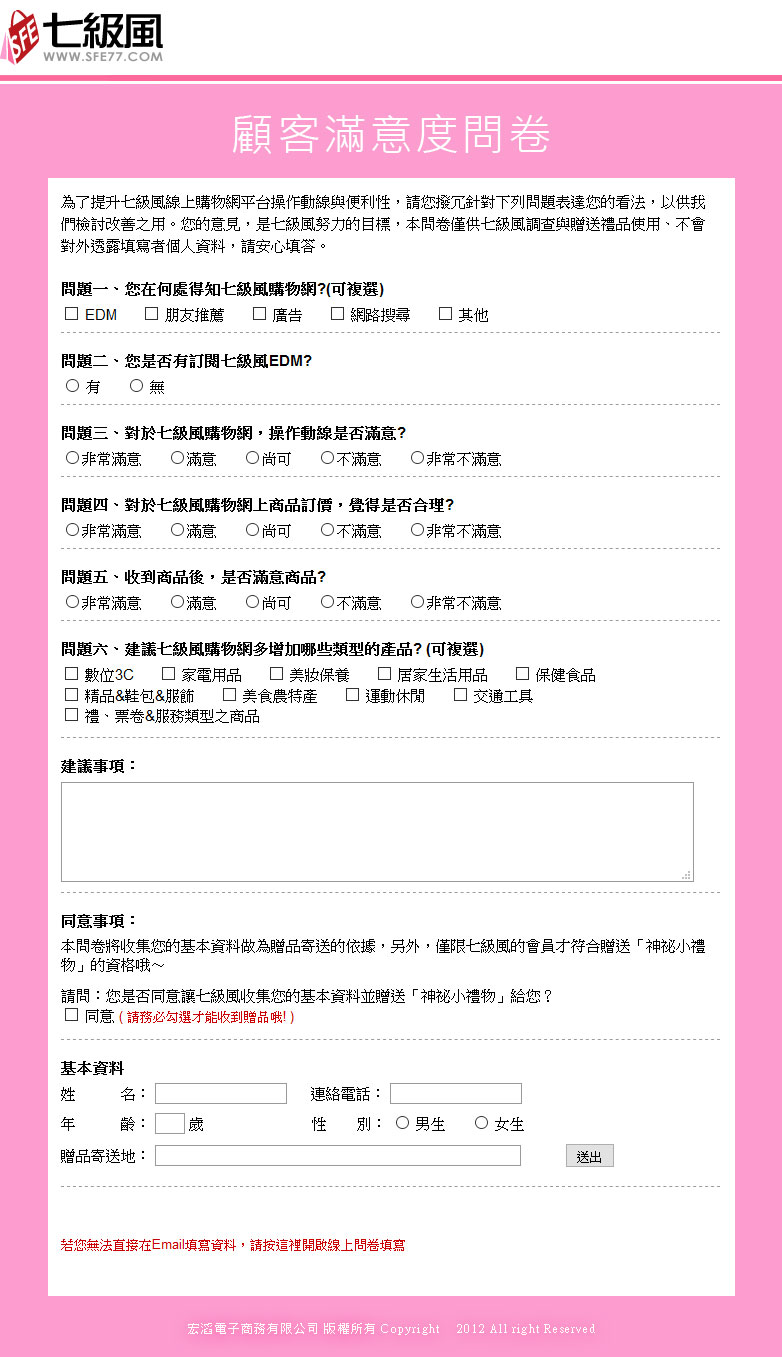 SFE 七級風
WWW.SFE77.COM
顧客滿意度問卷
為了提升七級風線上購物網平台操作動線與便利性，請您撥冗針對下列問題表達您的看法，以供我
們檢討改善之用。您的意見，是七級風努力的目標，本問卷僅供七級風調查與贈送禮品使用、不會
對外透露填寫者個人資料，請安心填答。
問題一、您在何處得知七級風購物網?(可複選)
EDM 朋友推薦 廣告 網路搜尋 其他
問題二、您是否有訂閱七級風EDM?
有 無
問題三、對於七級風購物網，操作動線是否滿意?
非常滿意 滿意 尚可 不滿意 非常不滿意
問題四、對於七級風購物網上商品訂價，覺得是否合理?
非常滿意 滿意 尚可 不滿意 非常不滿意
問題五、收到商品後，是否滿意商品?
非常滿意 滿意 尚可 不滿意 非常不滿意
問題六、建議七級風購物網多增加哪些類型的產品? (可複選)
數位3C 家電用品 美妝保養 居家生活用品 保健食品
精品&鞋包&服飾 美食農特產 運動休閒 交通工具
禮、票卷&服務類型之商品
建議事項：
同意事項：
本問卷將收集您的基本資料做為贈品寄送的依據，另外，僅限七級風的會員才符合贈送「神祕小禮
物」的資格哦～
請問：您是否同意讓七級風收集您的基本資料並贈送「神祕小禮物」給您？
同意 ( 請務必勾選才能收到贈品哦! )
基本資料
姓 名： 連絡電話：
年 齡： 歲 性 別： 男生 女生
贈品寄送地： 送出
若您無法直接在Email填寫資料，請按這裡開啟線上問卷填寫
宏滔電子商務有限公司 版權所有 Copyright 2012 All right Reserved